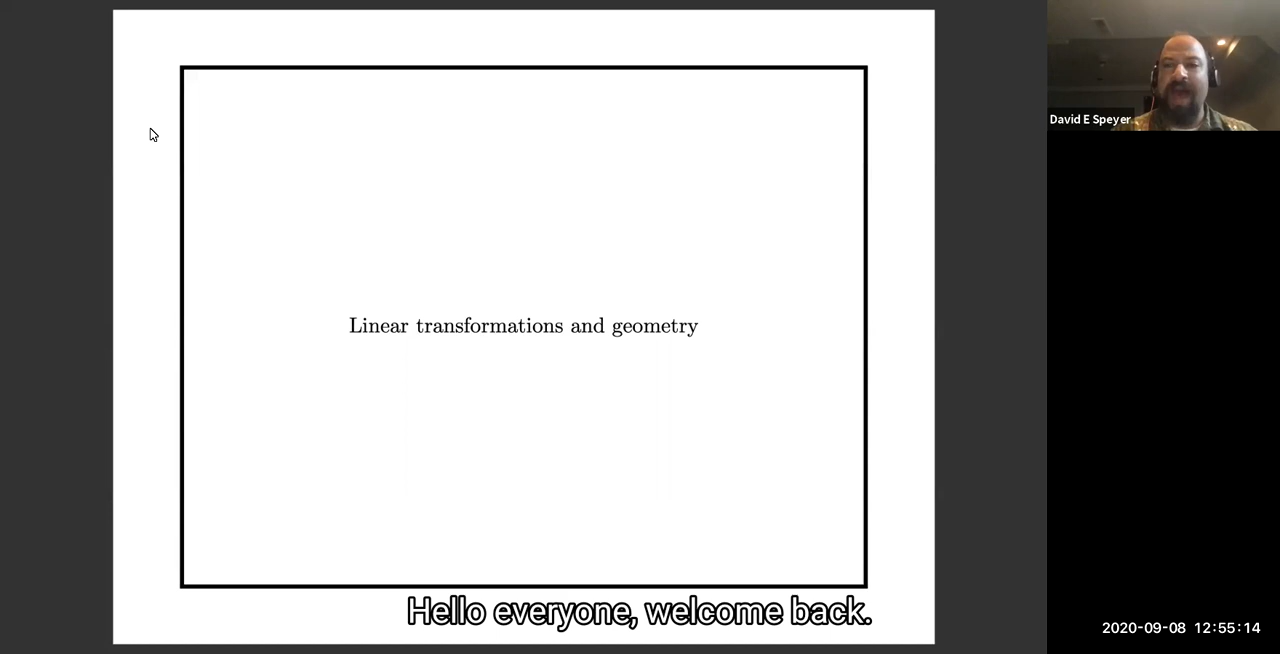 Linear transformations and geometry
Hello everyone, welcome back.
David E Speyer
2020-09-08 12:55:14